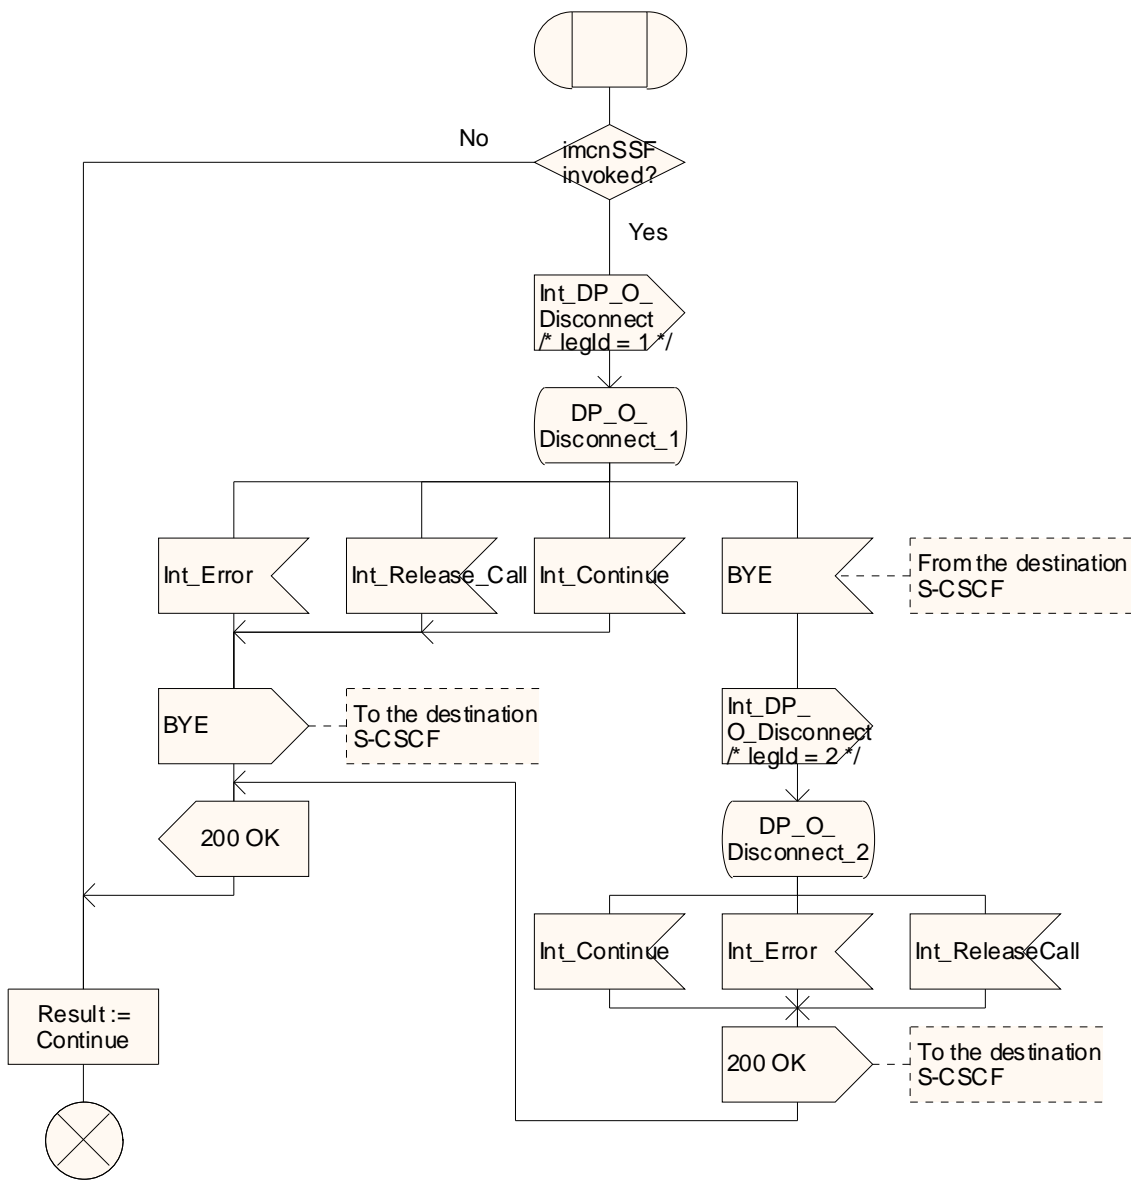 No
imcnSSF
invoked?
Yes
Int_DP_O_
Disconnect
/* legId = 1 */
DP_O_
Disconnect_1
Int_Error
Int_Release_Call
Int_Continue
BYE
From the destination
S-CSCF
BYE
To the destination
S-CSCF
Int_DP_
O_Disconnect
/* legId = 2 */
200 OK
DP_O_
Disconnect_2
Int_Continue
Int_Error
Int_ReleaseCall
Result :=
Continue
200 OK
To the destination
S-CSCF